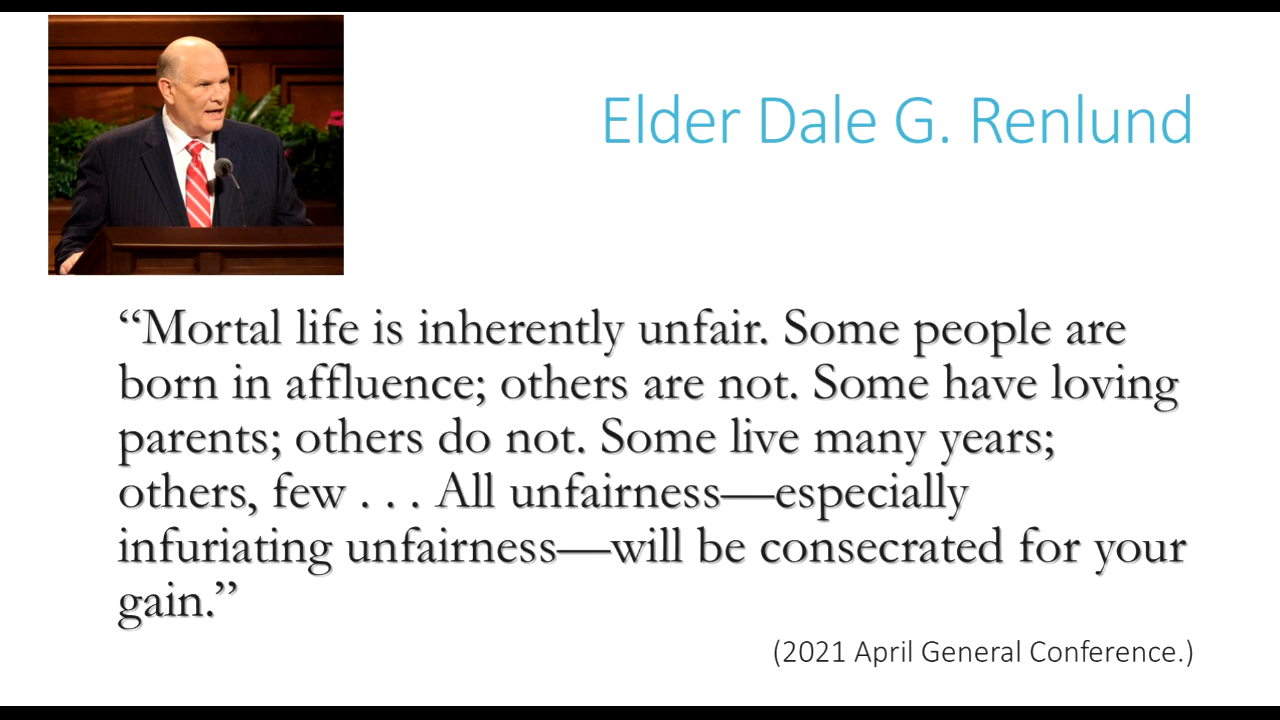 Elder Dale G. Renlund
“Mortal life is inherently unfair. Some people are
born in affluence; others are not. Some have loving
parents; others do not. Some live many years;
others, few . . . All unfairness—especially
infuriating unfairness—will be consecrated for your
gain.”
(2021 April General Conference.)